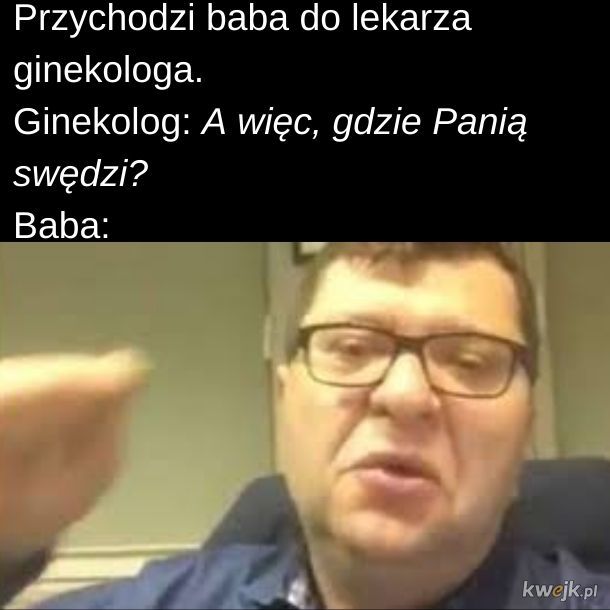 Przychodzi baba do lekarza
ginekologa.
Ginekolog: A więc, gdzie Panią
swędzi?
Baba:
kwejk.pl